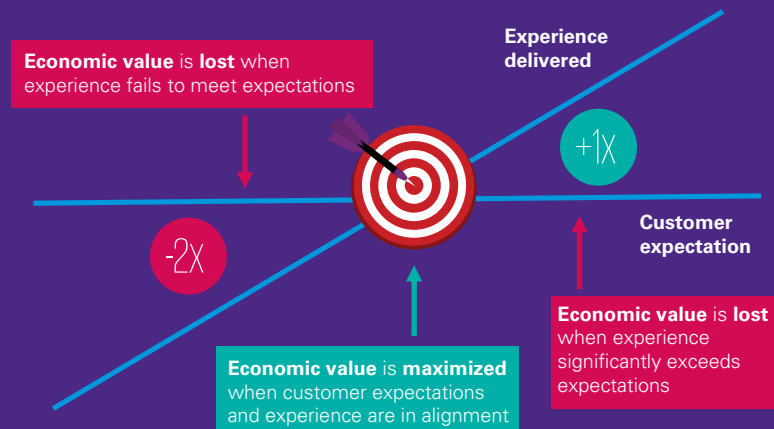 Economic value is lost when
experience fails to meet expectations
Experience
delivered
+1X
-2X
Customer
expectation
Economic value is maximized
when customer expectations
and experience are in alignment
Economic value is lost
when experience
significantly exceeds
expectations